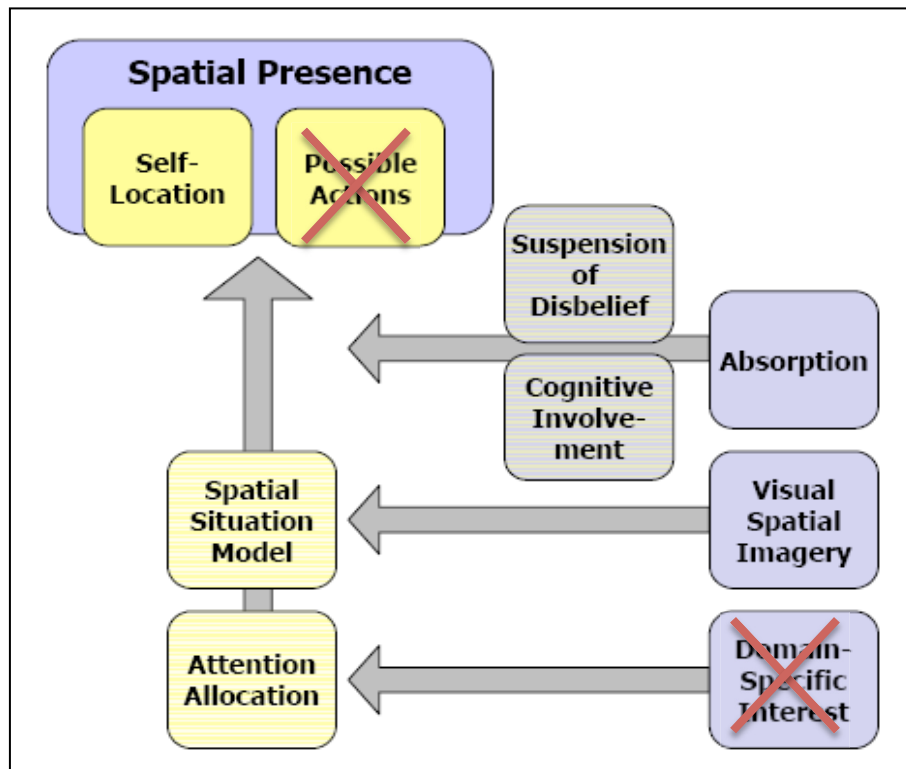 Spatial Presence
Self-
Location
Possible
Actions
Suspension
of
Disbelief
Absorption
Cognitive
Involve-
ment
Spatial
Situation
Model
Visual
Spatial
Imagery
Attention
Allocation
Domain-
Specific
Interest